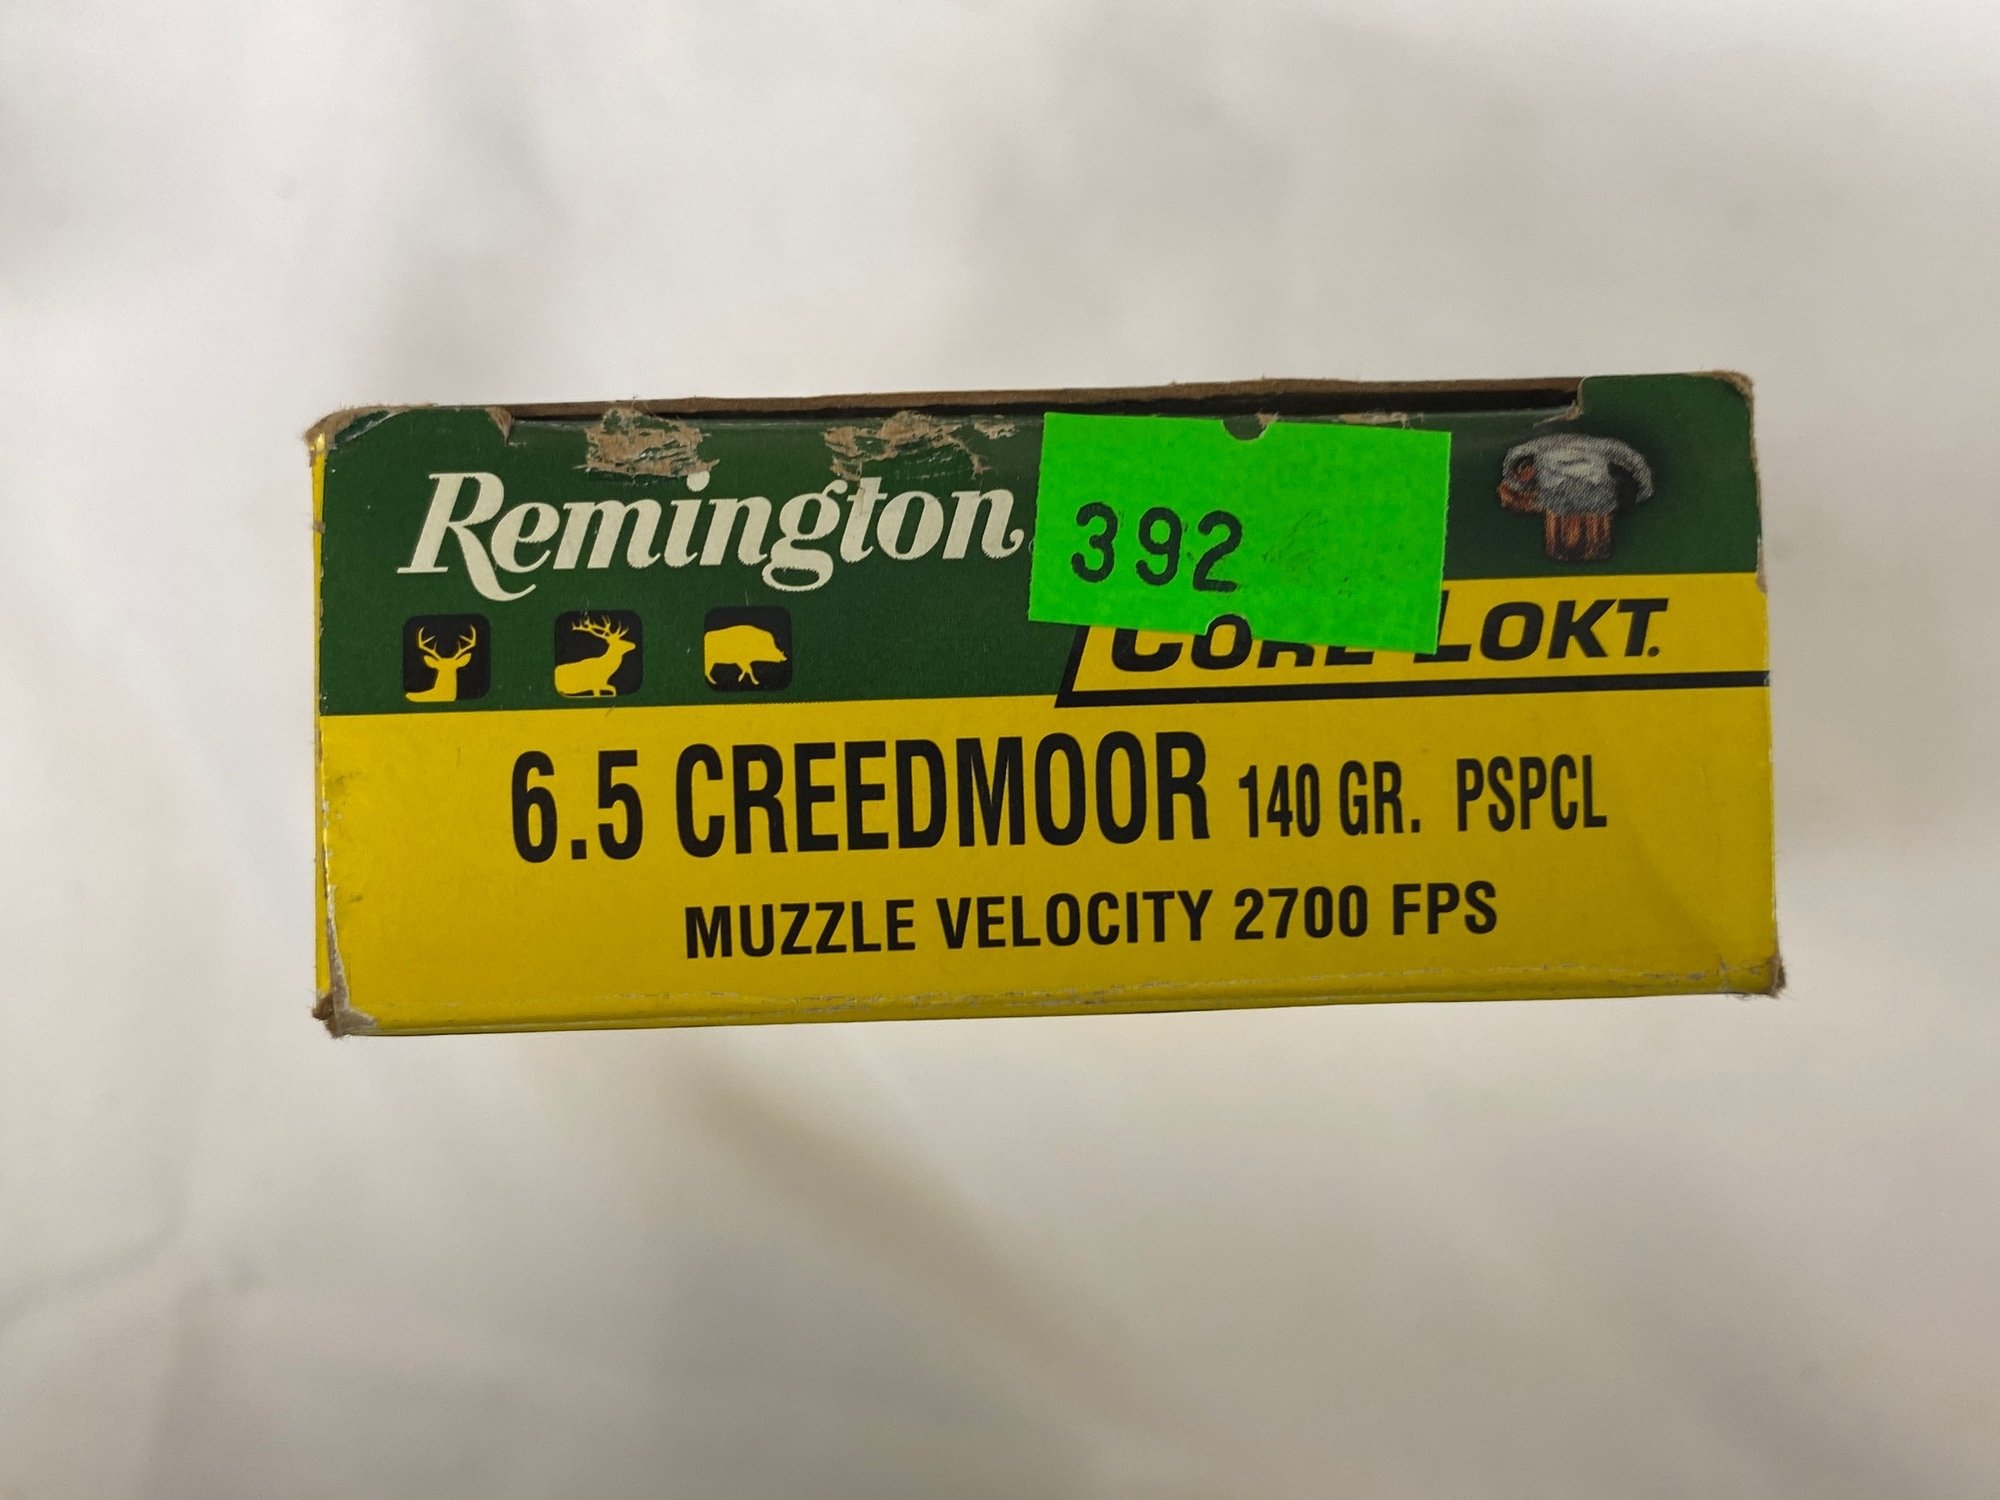 Remington
392
CORE-LOKT.
6.5 CREEDMOOR 140 GR. PSPCL
MUZZLE VELOCITY 2700 FPS